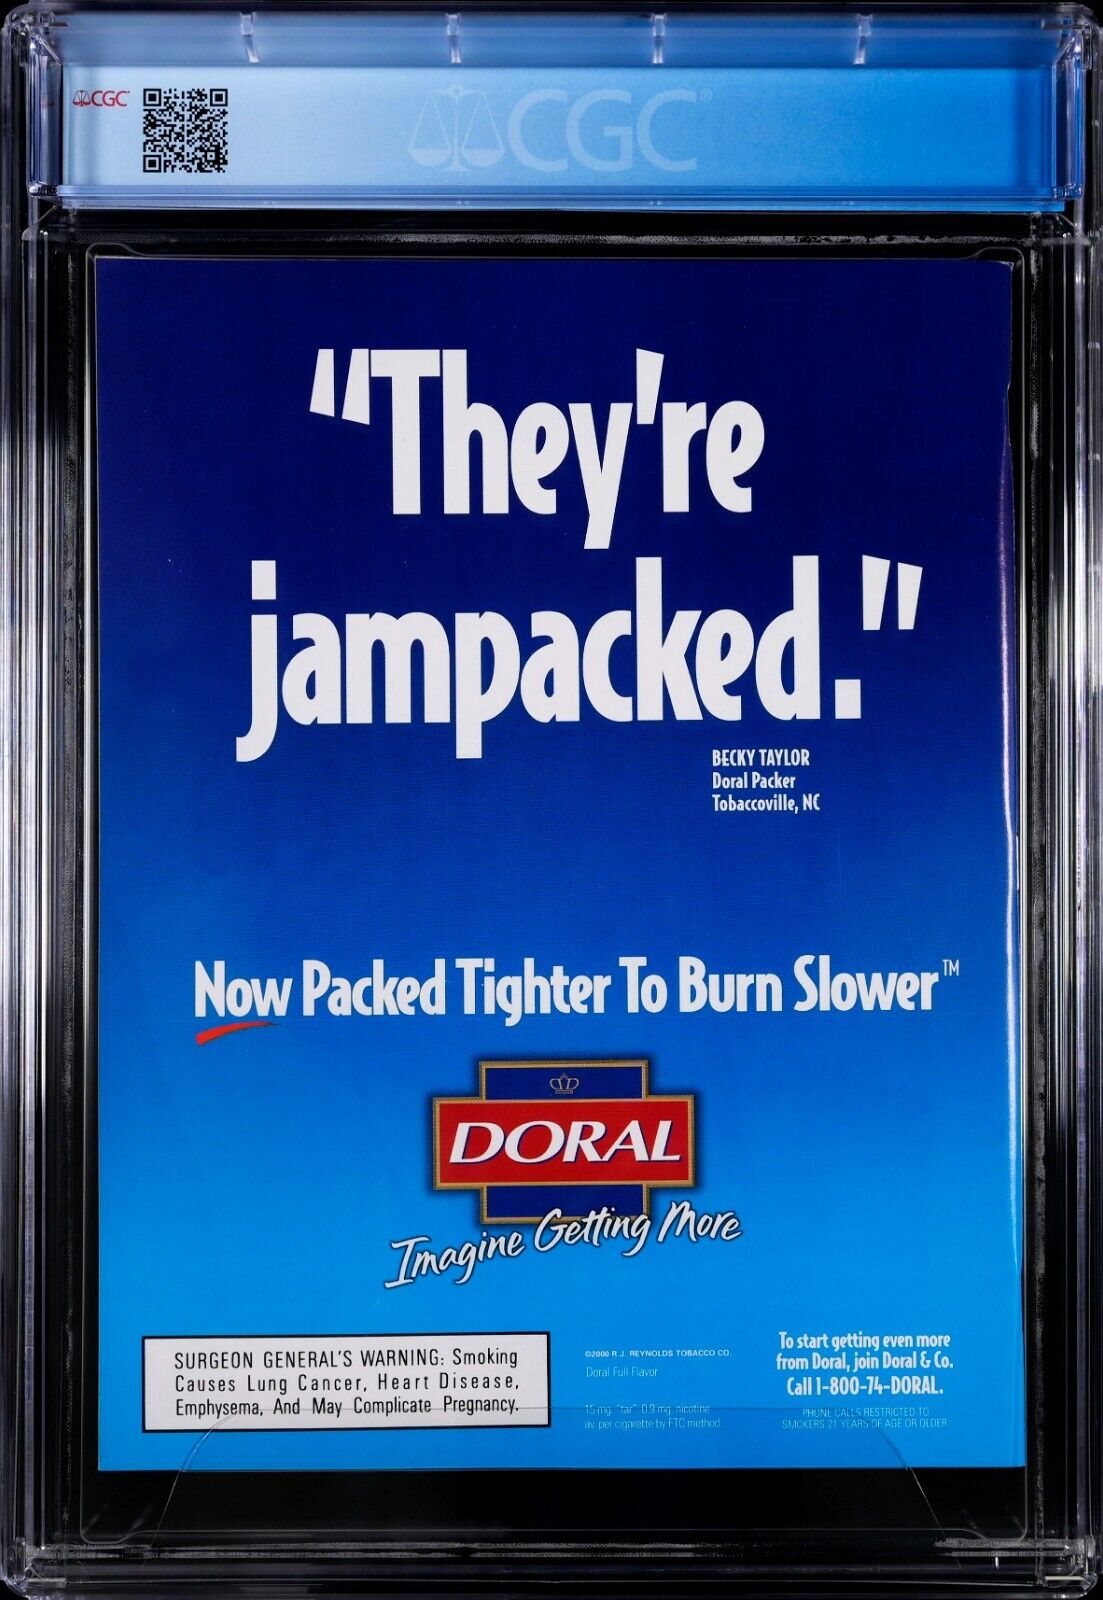 CGC
CGC®
“They're
jampacked.”
BECKY TAYLOR
Doral Packer
Tobaccoville, NC
Now Packed Tighter To Burn Slower™
DORAL
Imagine Getting More
SURGEON GENERAL'S WARNING: Smoking
Causes Lung Cancer, Heart Disease,
Emphysema, And May Complicate Pregnancy.
©2000 R.J. REYNOLDS TOBACCO CO.
Doral Full Flavor
15 mg. "tar", 0.9 mg. nicotine
av. per cigarette by FTC method.
To start getting even more
from Doral, join Doral & Co.
Call 1-800-74-DORAL.
PHONE CALLS RESTRICTED TO
SMOKERS 21 YEARS OF AGE OR OLDER.